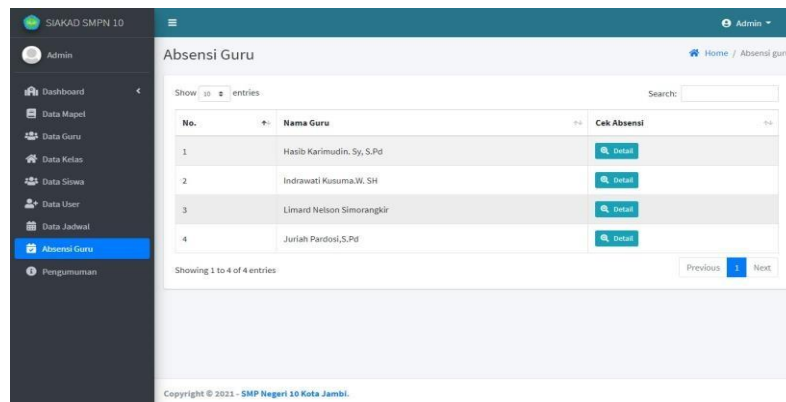 SIAKAD SMPN 10
Admin
Admin
Dashboard
Data Mapel
Data Guru
Data Kelas
Data Siswa
Data User
Data Jadwal
Absensi Guru
Pengumuman
Absensi Guru
Home / Absensi gur
Show 10 entries
Search:
No. Nama Guru Cek Absensi
1 Hasib Karimudin. Sy, S.Pd Detail
2 Indrawati Kusuma.W. SH Detail
3 Limard Nelson Simorangkir Detail
4 Juriah Pardosi,S.Pd Detail
Showing 1 to 4 of 4 entries
Previous 1 Next
Copyright © 2021 - SMP Negeri 10 Kota Jambi.